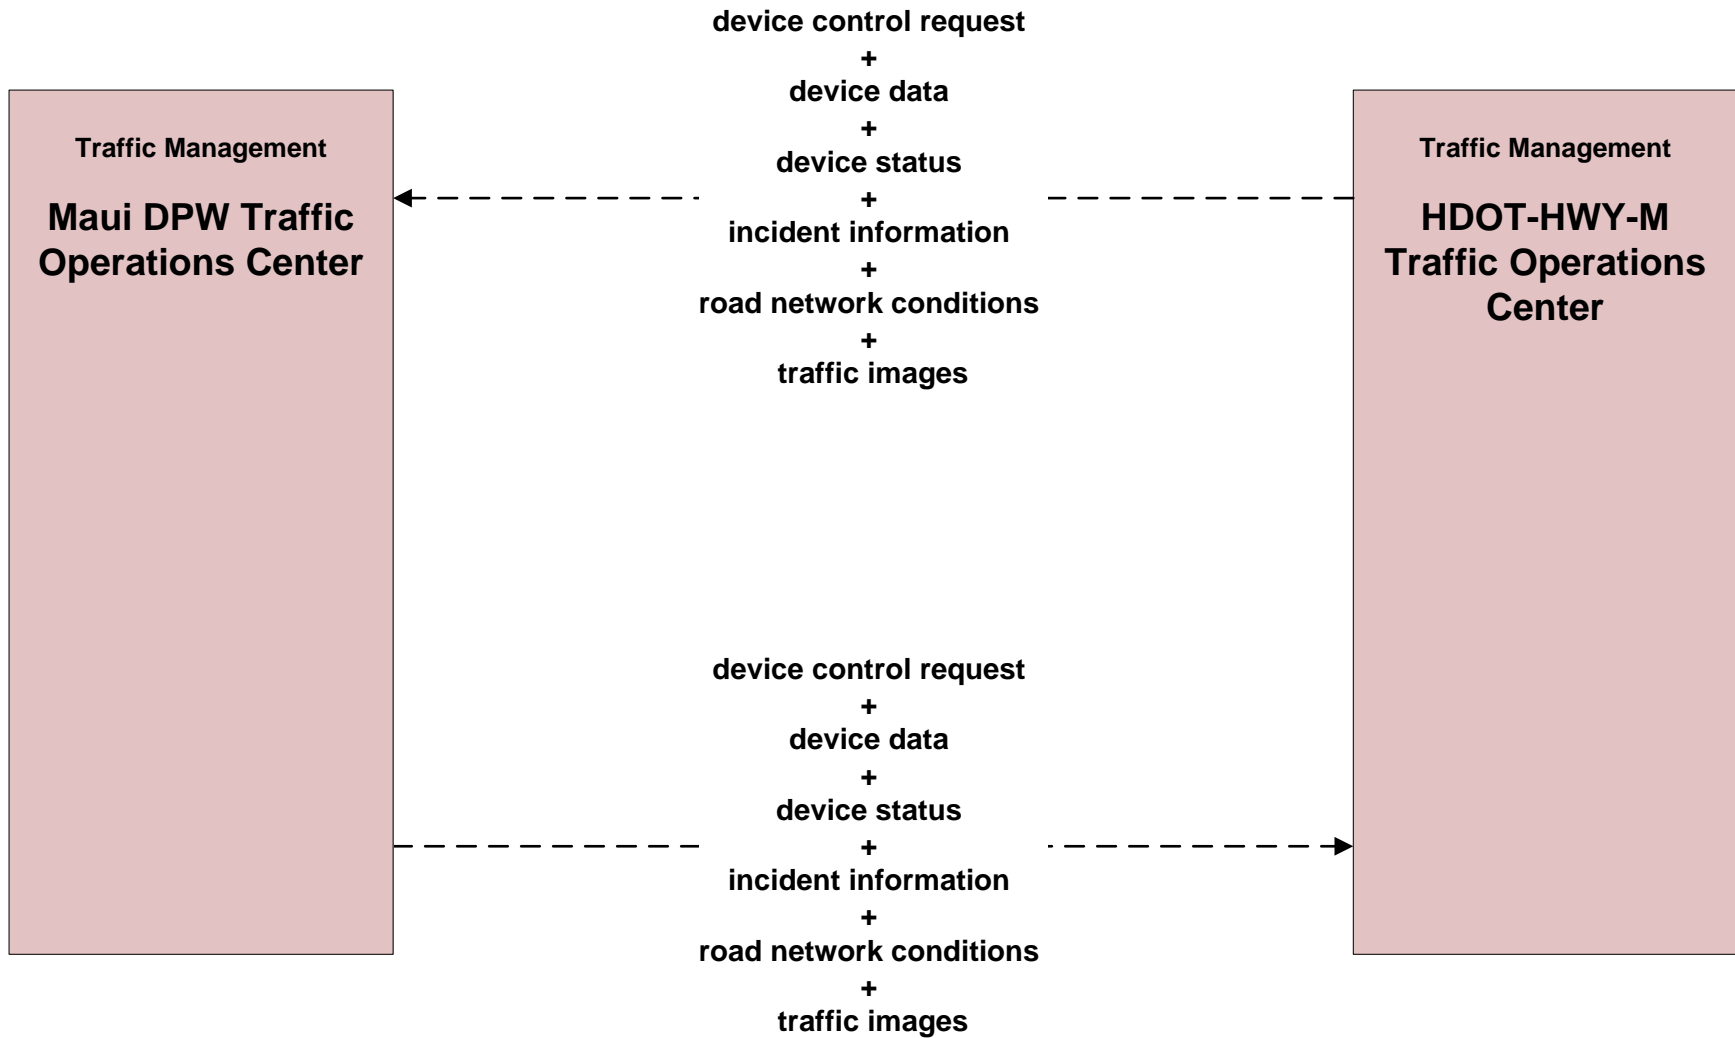 Traffic Management
Maui DPW Traffic
Operations Center
device control request
+
device data
+
device status
+
incident information
+
road network conditions
+
traffic images
Traffic Management
HDOT-HWY-M
Traffic Operations
Center
device control request
+
device data
+
device status
+
incident information
+
road network conditions
+
traffic images